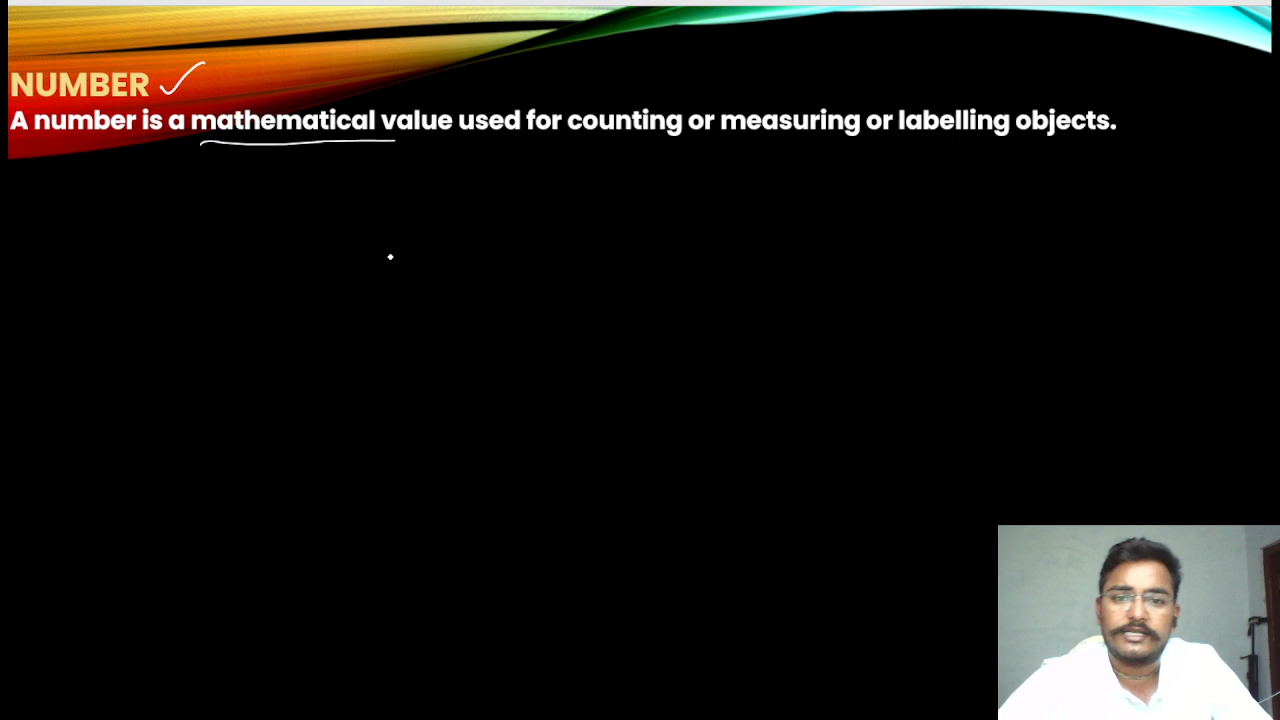 NUMBER
A number is a mathematical value used for counting or measuring or labelling objects.